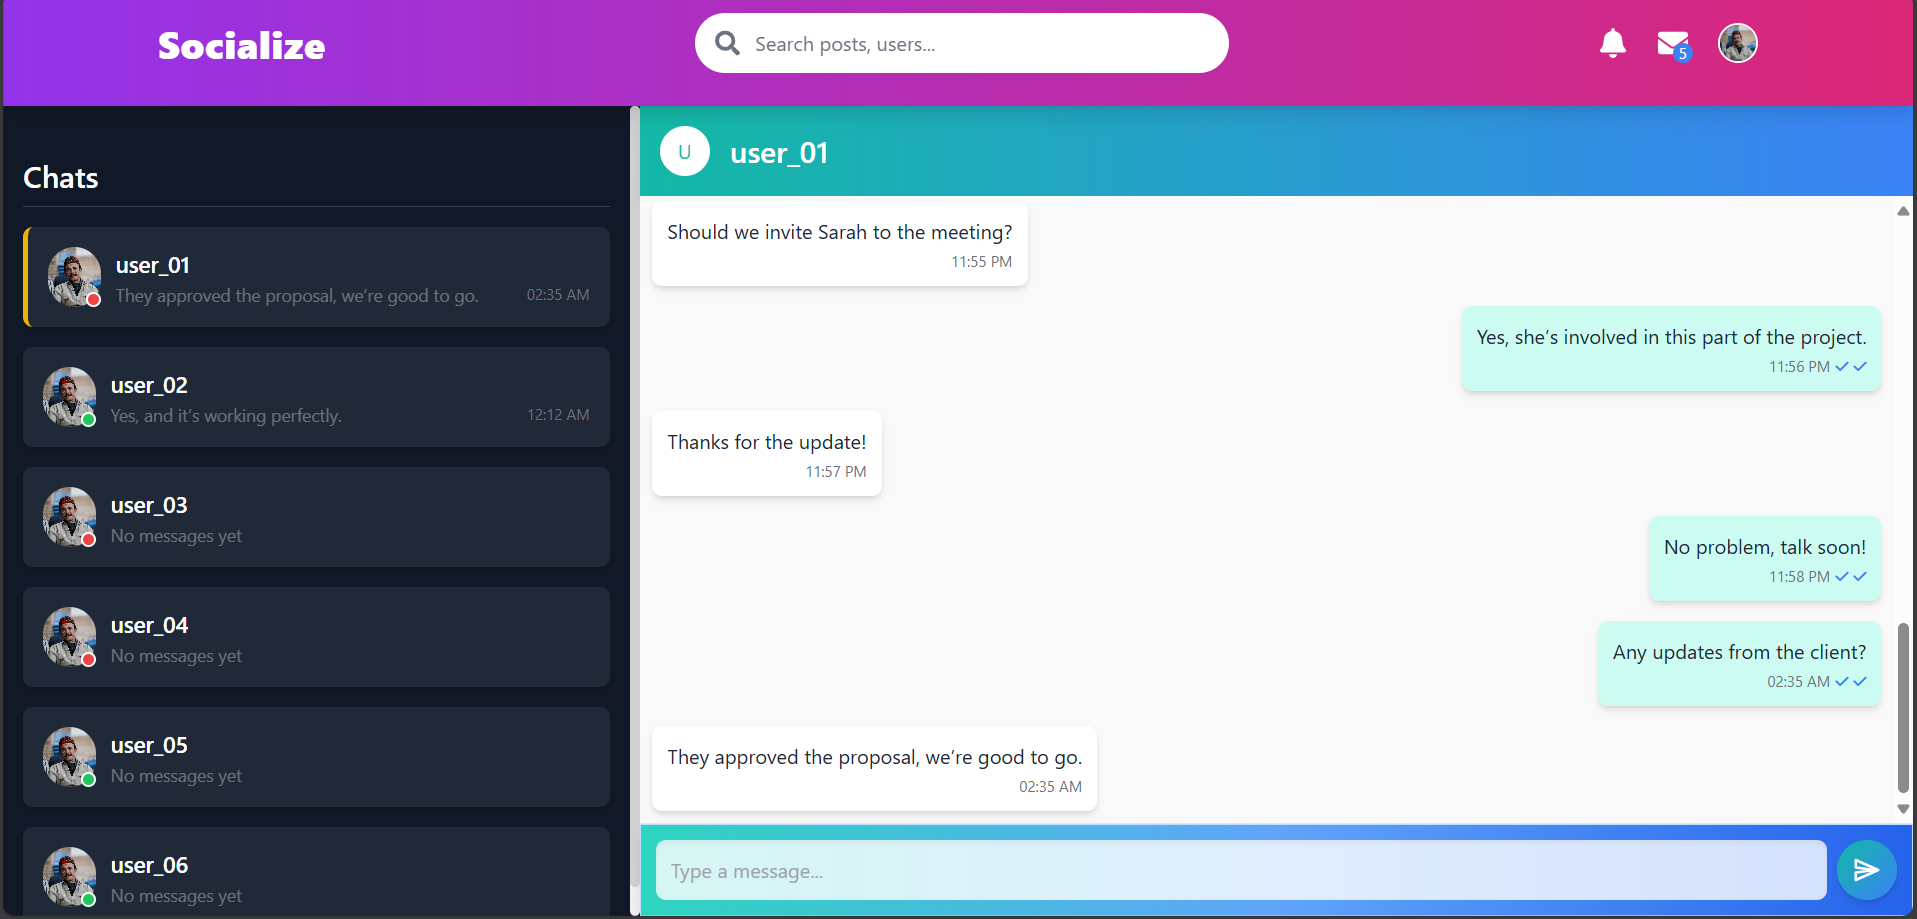 Socialize
Search posts, users...
5
Chats
user_01
They approved the proposal, we’re good to go. 02:35 AM
user_02
Yes, and it’s working perfectly. 12:12 AM
user_03
No messages yet
user_04
No messages yet
user_05
No messages yet
user_06
No messages yet
U user_01
Should we invite Sarah to the meeting?
11:55 PM
Yes, she’s involved in this part of the project.
11:56 PM
Thanks for the update!
11:57 PM
No problem, talk soon!
11:58 PM
Any updates from the client?
02:35 AM
They approved the proposal, we’re good to go.
02:35 AM
Type a message...